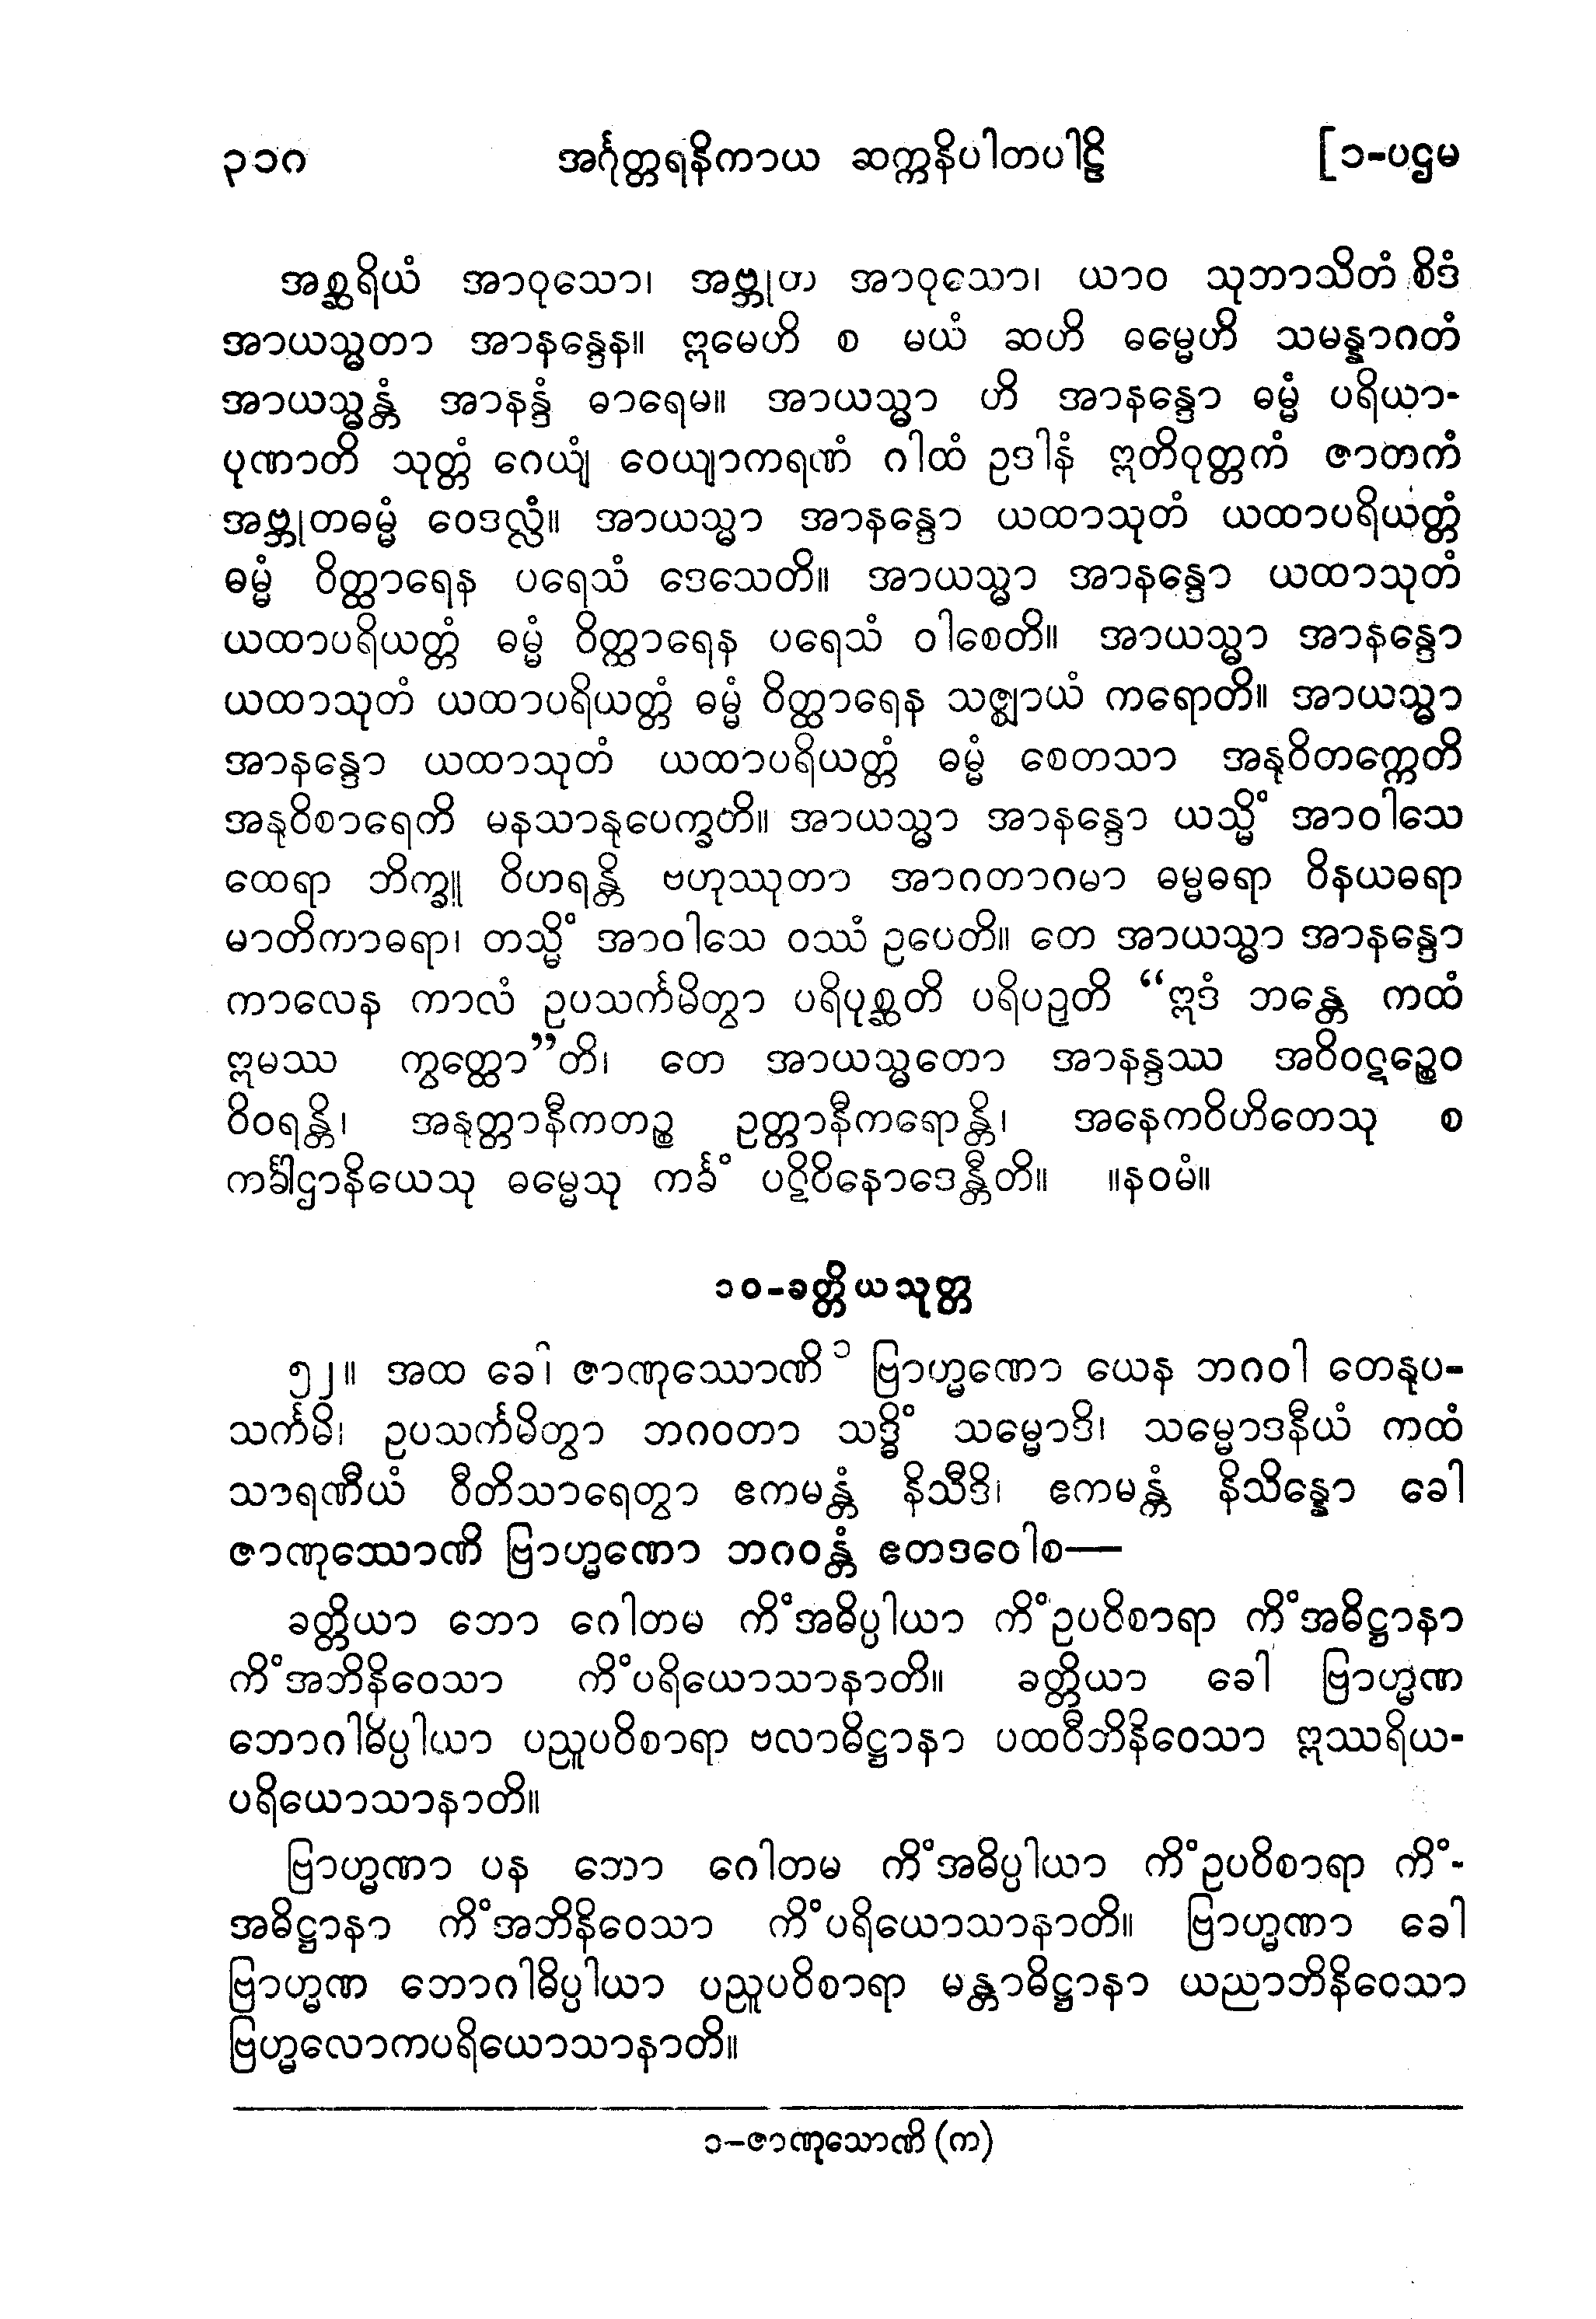 ၃၁၈ အင်္ဂုတ္တရနိကာယ ဆက္ကနိပါတပါဠိ [၁-ပဌမ
အစ္ဆရိယံ အာဝုသော၊ အဗ္ဘုတံ အာဝုသော၊ ယာဝ သုဘာသိတံ စိဒံ
အာယသ္မတာ အာနန္ဒေန။ ဣမေဟိ စ မယံ ဆဟိ ဓမ္မေဟိ သမန္နာဂတံ
အာယသ္မန္တံ အာနန္ဒံ ဓာရေမ။ အာယသ္မာ ဟိ အာနန္ဒော ဓမ္မံ ပရိယာ-
ပုဏာတိ သုတ္တံ ဂေယျံ ဝေယျာကရဏံ ဂါထံ ဥဒါနံ ဣတိဝုတ္တကံ ဇာတကံ
အဗ္ဘုတဓမ္မံ ဝေဒလ္လံ။ အာယသ္မာ အာနန္ဒော ယထာသုတံ ယထာပရိယတ္တံ
ဓမ္မံ ဝိတ္ထာရေန ပရေသံ ဒေသေတိ။ အာယသ္မာ အာနန္ဒော ယထာသုတံ
ယထာပရိယတ္တံ ဓမ္မံ ဝိတ္ထာရေန ပရေသံ ဝါစေတိ။ အာယသ္မာ အာနန္ဒော
ယထာသုတံ ယထာပရိယတ္တံ ဓမ္မံ ဝိတ္ထာရေန သဇ္ဈာယံ ကရောတိ။ အာယသ္မာ
အာနန္ဒော ယထာသုတံ ယထာပရိယတ္တံ ဓမ္မံ စေတသာ အနုဝိတက္ကေတိ
အနုဝိစာရေတိ မနသာနုပေက္ခတိ။ အာယသ္မာ အာနန္ဒော ယသ္မိံ အာဝါသေ
ထေရာ ဘိက္ခူ ဝိဟရန္တိ ဗဟုဿုတာ အာဂတာဂမာ ဓမ္မဓရာ ဝိနယဓရာ
မာတိကာဓရာ၊ တသ္မိံ အာဝါသေ ဝဿံ ဥပေတိ။ တေ အာယသ္မာ အာနန္ဒော
ကာလေန ကာလံ ဥပသင်္ကမိတွာ ပရိပုစ္ဆတိ ပရိပဉှတိ “ဣဒံ ဘန္တေ ကထံ
ဣမဿ ကွတ္ထော”တိ၊ တေ အာယသ္မတော အာနန္ဒဿ အဝိဝဋဉ္စေဝ
ဝိဝရန္တိ၊ အနုတ္တာနီကတဉ္စ ဥတ္တာနီကရောန္တိ၊ အနေကဝိဟိတေသု စ
ကင်္ခါဌာနိယေသု ဓမ္မေသု ကင်္ခံ ပဋိဝိနောဒေန္တီတိ။ ။နဝမံ။
၁၀-ခတ္တိယသုတ္တ
၅၂။ အထ ခေါ ဇာဏုဿောဏိ ၁ ဗြာဟ္မဏော ယေန ဘဂဝါ တေနုပ-
သင်္ကမိ၊ ဥပသင်္ကမိတွာ ဘဂဝတာ သဒ္ဓိံ သမ္မောဒိ၊ သမ္မောဒနီယံ ကထံ
သာရဏီယံ ဝီတိသာရေတွာ ဧကမန္တံ နိသီဒိ၊ ဧကမန္တံ နိသိန္နော ခေါ
ဇာဏုဿောဏိ ဗြာဟ္မဏော ဘဂဝန္တံ ဧတဒဝေါစ—
ခတ္တိယာ ဘော ဂေါတမ ကိံအဓိပ္ပါယာ ကိံဥပဝိစာရာ ကိံအဓိဋ္ဌာနာ
ကိံအဘိနိဝေသာ ကိံပရိယောသာနာတိ။ ခတ္တိယာ ခေါ ဗြာဟ္မဏ
ဘောဂါဓိပ္ပါယာ ပညူပဝိစာရာ ဗလာဓိဋ္ဌာနာ ပထဝီဘိနိဝေသာ ဣဿရိယ-
ပရိယောသာနာတိ။
ဗြာဟ္မဏာ ပန ဘော ဂေါတမ ကိံအဓိပ္ပါယာ ကိံဥပဝိစာရာ ကိံ-
အဓိဋ္ဌာနာ ကိံအဘိနိဝေသာ ကိံပရိယောသာနာတိ။ ဗြာဟ္မဏာ ခေါ
ဗြာဟ္မဏ ဘောဂါဓိပ္ပါယာ ပညူပဝိစာရာ မန္တာဓိဋ္ဌာနာ ယညာဘိနိဝေသာ
ဗြဟ္မလောကပရိယောသာနာတိ။
၁-ဇာဏုသောဏိ (က)